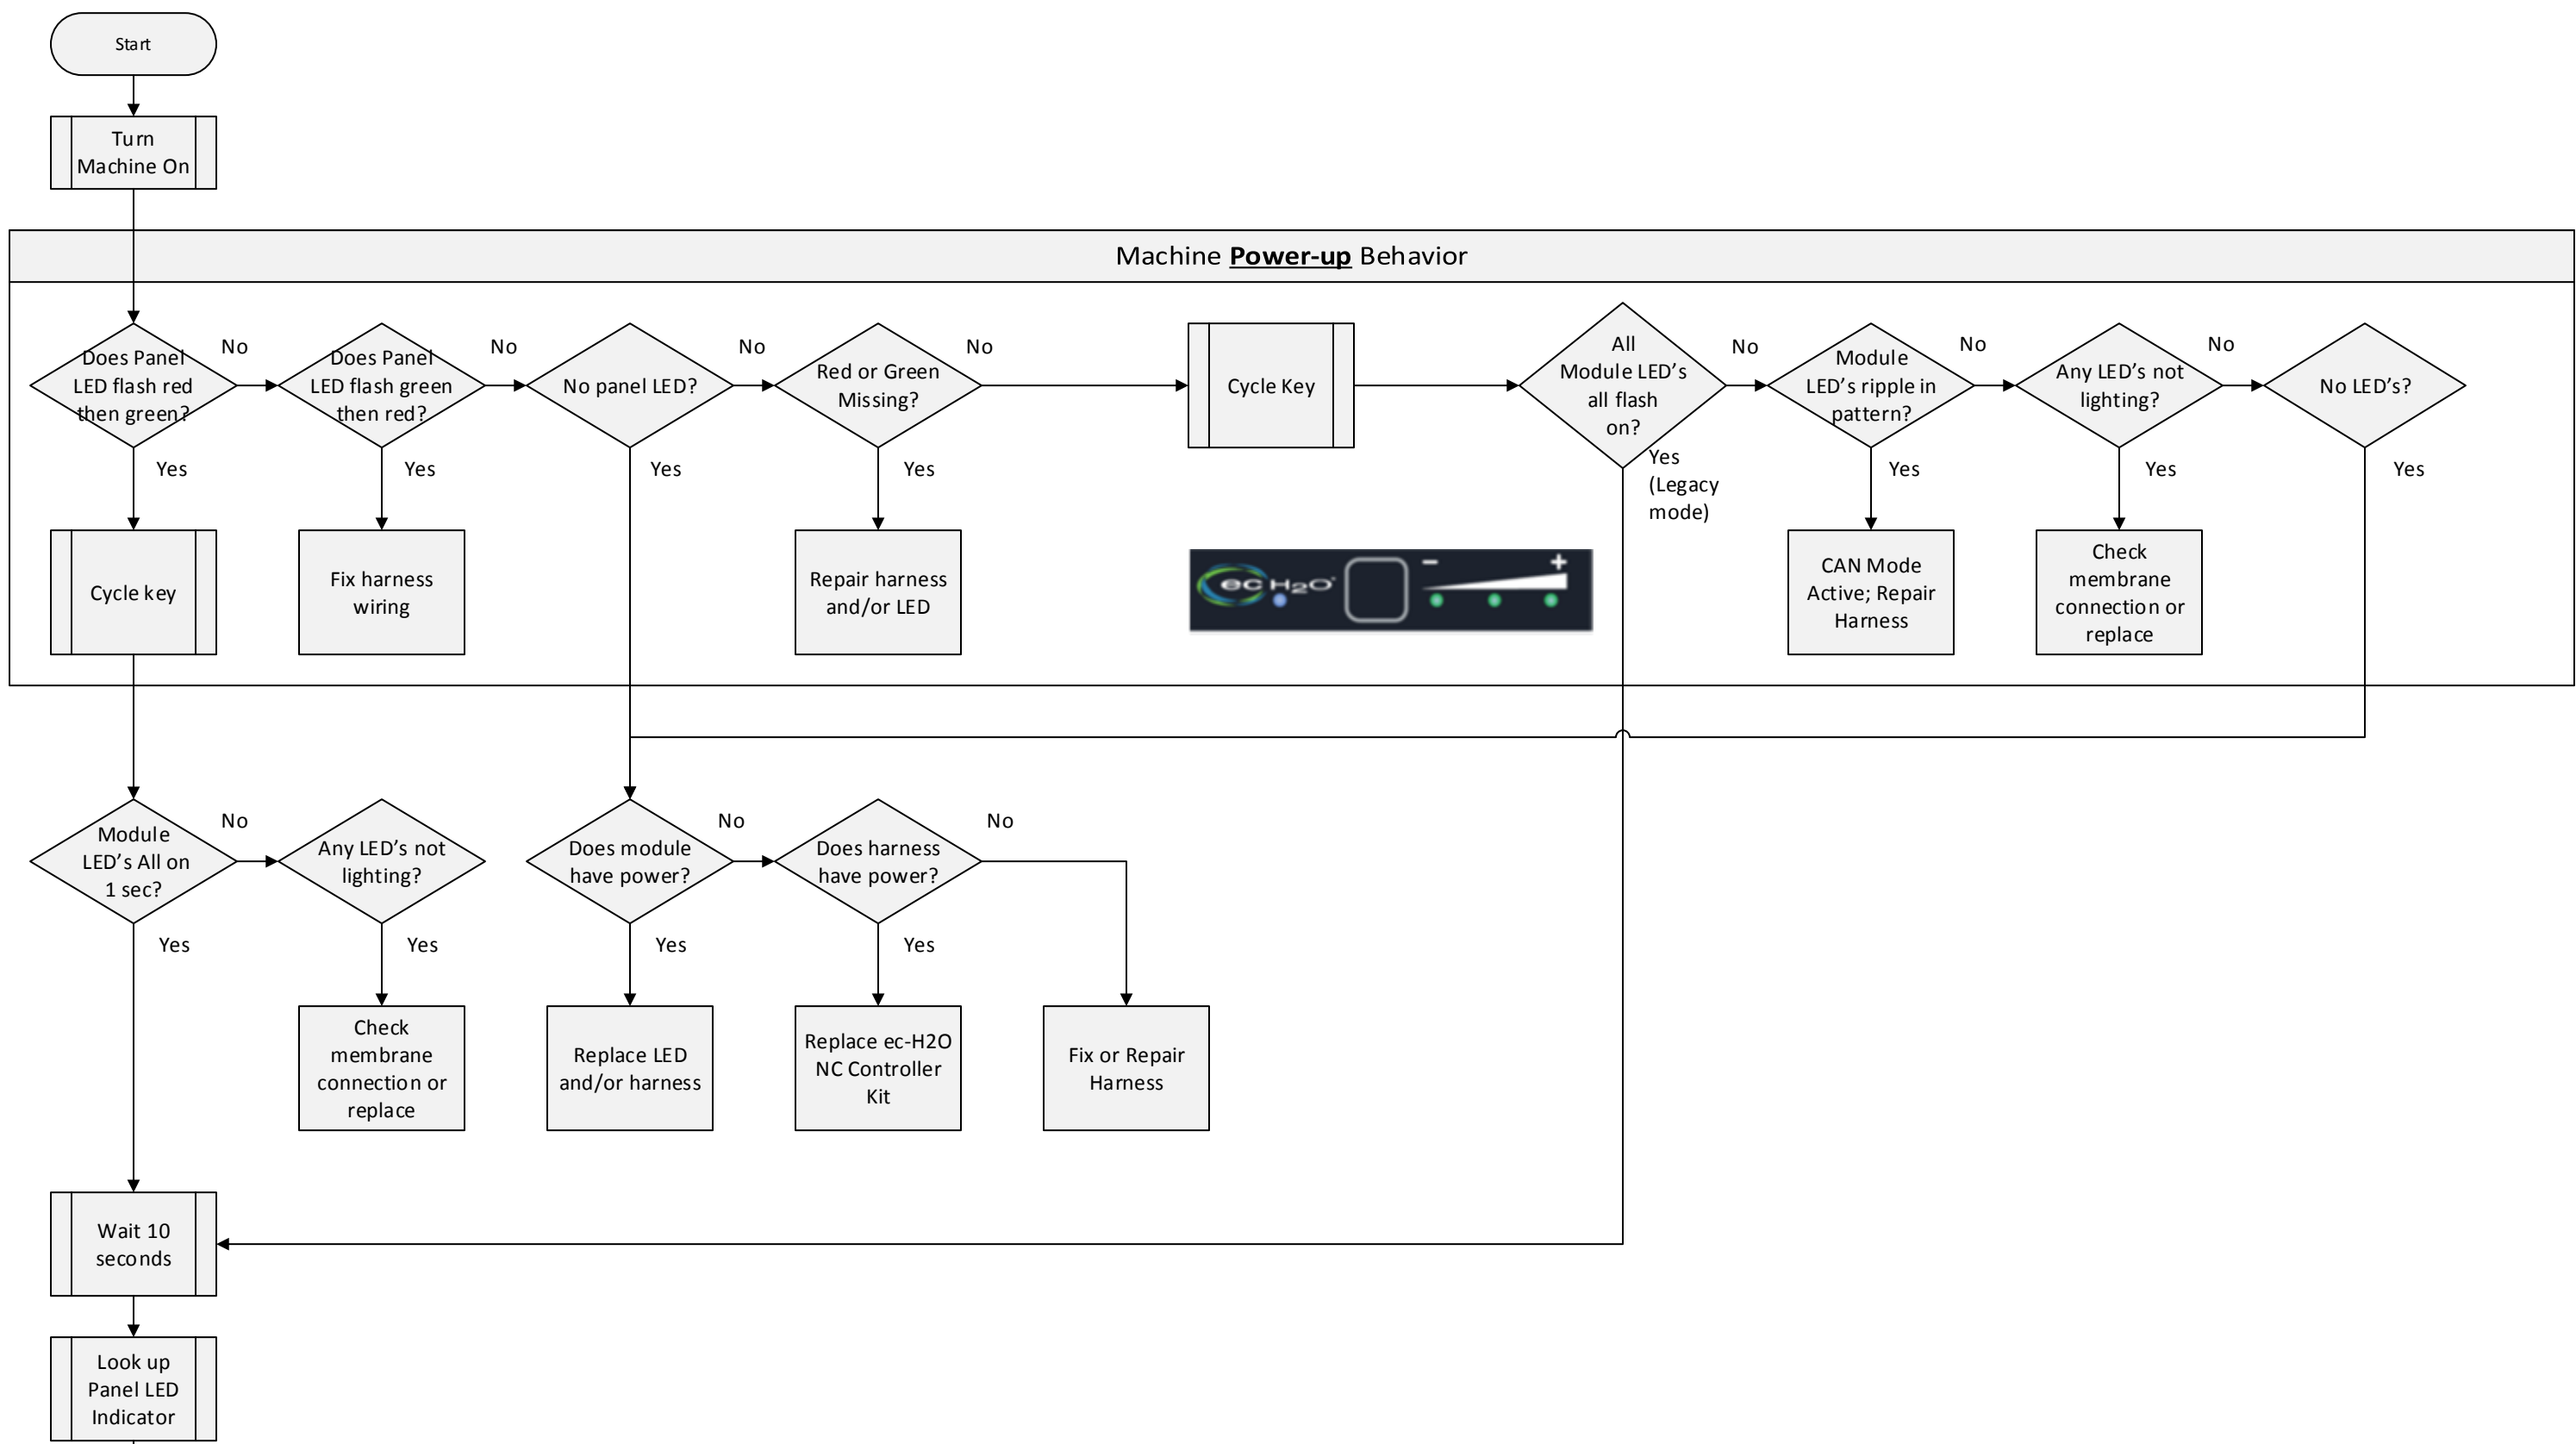 Start
Turn
Machine On
Machine Power-up Behavior
Does Panel
LED flash red
then green?
No
Does Panel
LED flash green
then red?
No
No panel LED?
No
Red or Green
Missing?
No
Cycle Key
All
Module LED’s
all flash
on?
No
Module
LED’s ripple in
pattern?
No
Any LED’s not
lighting?
No
No LED’s?
Yes
Yes
Yes
Yes
Yes
(Legacy
mode)
Yes
Yes
Yes
Cycle key
Fix harness
wiring
Repair harness
and/or LED
ec H2O
− +
CAN Mode
Active; Repair
Harness
Check
membrane
connection or
replace
Module
LED’s All on
1 sec?
No
Any LED’s not
lighting?
Does module
have power?
No
Does harness
have power?
No
Yes
Yes
Yes
Yes
Check
membrane
connection or
replace
Replace LED
and/or harness
Replace ec-H2O
NC Controller
Kit
Fix or Repair
Harness
Wait 10
seconds
Look up
Panel LED
Indicator